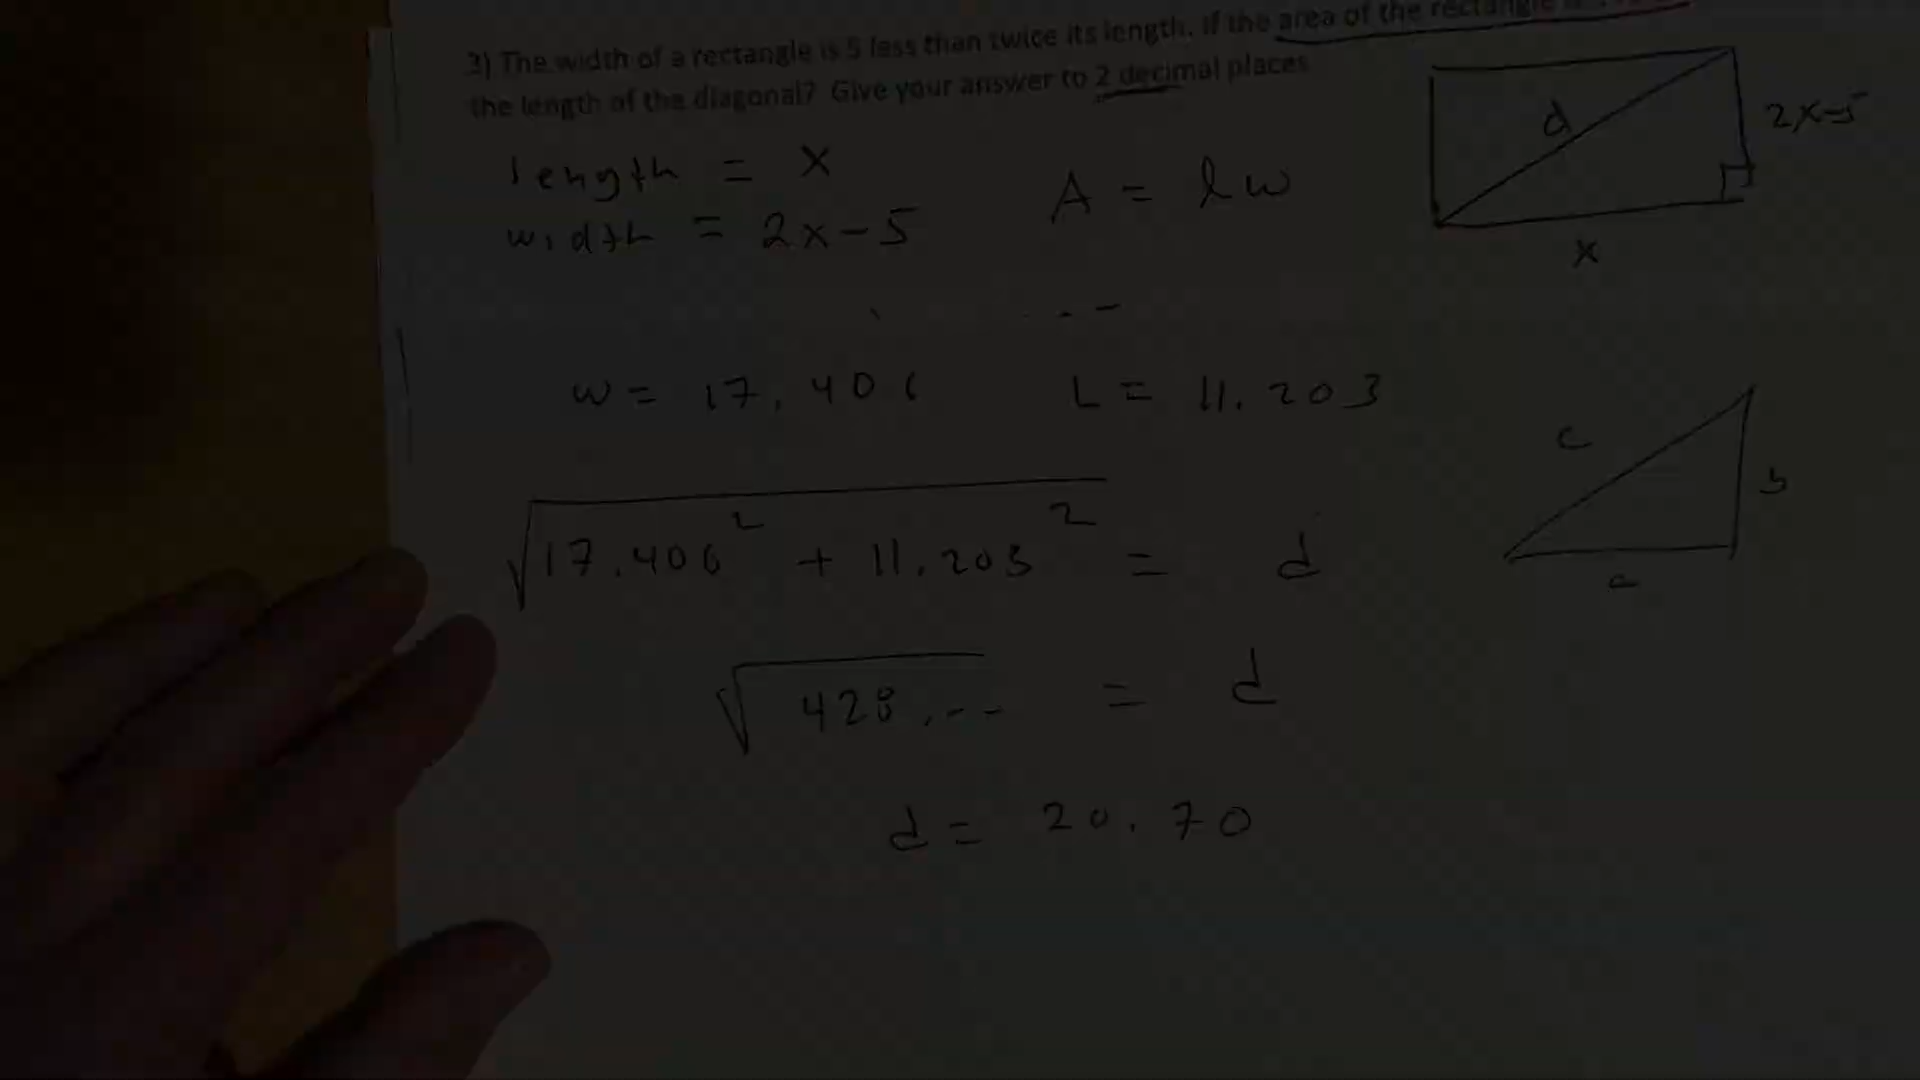 3) The width of a rectangle is 5 less than twice its length. If the area of the rectangle
the length of the diagonal? Give your answer to 2 decimal places
d
2x-5
x
length = x
A = lw
width = 2x-5
w = 17.406
L = 11.203
c
b
a
√17.406² + 11.203² = d
√428.-- = d
d = 20.70